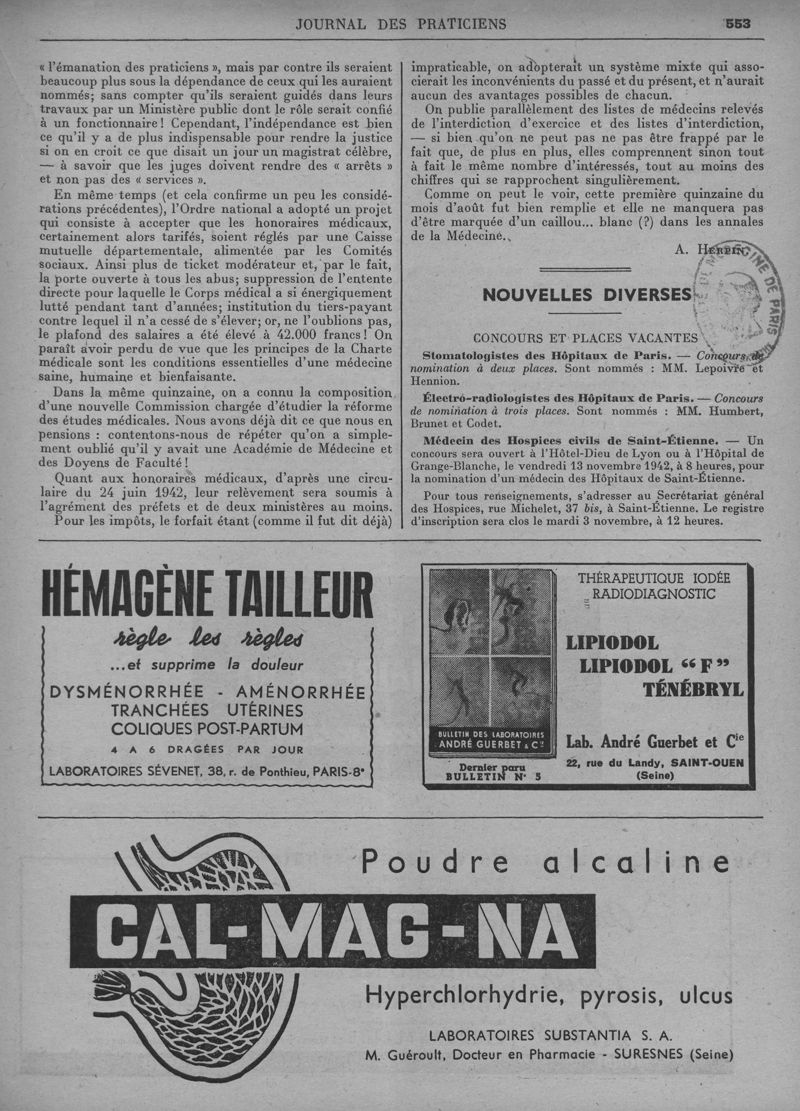 JOURNAL DES PRATICIENS 553
« l'émanation des praticiens », mais par contre ils seraient
beaucoup plus sous la dépendance de ceux qui les auraient
nommés; sans compter qu'ils seraient guidés dans leurs
travaux par un Ministère public dont le rôle serait confié
à un fonctionnaire! Cependant, l'indépendance est bien
ce qu'il y a de plus indispensable pour rendre la justice
si on en croit ce que disait un jour un magistrat célèbre,
— à savoir que les juges doivent rendre des « arrêts »
et non pas des « services ».
En même temps (et cela confirme un peu les considé-
rations précédentes), l'Ordre national a adopté un projet
qui consiste à accepter que les honoraires médicaux,
certainement alors tarifés, soient réglés par une Caisse
mutuelle départementale, alimentée par les Comités
sociaux. Ainsi plus de ticket modérateur et, par le fait,
la porte ouverte à tous les abus; suppression de l'entente
directe pour laquelle le Corps médical a si énergiquement
lutté pendant tant d'années; institution du tiers-payant
contre lequel il n'a cessé de s'élever; or, ne l'oublions pas,
le plafond des salaires a été élevé à 42.000 francs! On
paraît avoir perdu de vue que les principes de la Charte
médicale sont les conditions essentielles d'une médecine
saine, humaine et bienfaisante.
Dans la même quinzaine, on a connu la composition
d'une nouvelle Commission chargée d'étudier la réforme
des études médicales. Nous avons déjà dit ce que nous en
pensions : contentons-nous de répéter qu'on a simple-
ment oublié qu'il y avait une Académie de Médecine et
des Doyens de Faculté!
Quant aux honoraires médicaux, d'après une circu-
laire du 24 juin 1942, leur relèvement sera soumis à
l'agrément des préfets et de deux ministères au moins.
Pour les impôts, le forfait étant (comme il fut dit déjà)
impraticable, on adopterait un système mixte qui asso-
cierait les inconvénients du passé et du présent, et n'aurait
aucun des avantages possibles de chacun.
On publie parallèlement des listes de médecins relevés
de l'interdiction d'exercice et des listes d'interdiction,
— si bien qu'on ne peut pas ne pas être frappé par le
fait que, de plus en plus, elles comprennent sinon tout
à fait le même nombre d'intéressés, tout au moins des
chiffres qui se rapprochent singulièrement.
Comme on peut le voir, cette première quinzaine du
mois d'août fut bien remplie et elle ne manquera pas
d'être marquée d'un caillou... blanc (?) dans les annales
de la Médecine.
A.
DE PARIS
NOUVELLES DIVERSES
CONCOURS ET PLACES VACANTES
Stomatologistes des Hôpitaux de Paris. — Concours de
nomination à deux places. Sont nommés : MM. Lepoivre et
Hennion.
Électro-radiologistes des Hôpitaux de Paris. — Concours
de nomination à trois places. Sont nommés : MM. Humbert,
Brunet et Codet.
Médecin des Hospices civils de Saint-Étienne. — Un
concours sera ouvert à l'Hôtel-Dieu de Lyon ou à l'Hôpital de
Grange-Blanche, le vendredi 13 novembre 1942, à 8 heures, pour
la nomination d'un médecin des Hôpitaux de Saint-Étienne.
Pour tous renseignements, s'adresser au Secrétariat général
des Hospices, rue Michelet, 37 bis, à Saint-Étienne. Le registre
d'inscription sera clos le mardi 3 novembre, à 12 heures.
HÉMAGÈNE TAILLEUR
règle les règles
...et supprime la douleur
DYSMÉNORRHÉE - AMÉNORRHÉE
TRANCHÉES UTÉRINES
COLIQUES POST-PARTUM
4 A 6 DRAGÉES PAR JOUR
LABORATOIRES SÉVENET, 38, r. de Ponthieu, PARIS-8e
BULLETIN DES LABORATOIRES
ANDRÉ GUERBET & Cie
Dernier paru
BULLETIN N° 5
THÉRAPEUTIQUE IODÉE
RADIODIAGNOSTIC
LIPIODOL
LIPIODOL "F"
TÉNÉBRYL
Lab. André Guerbet et Cie
22, rue du Landy, SAINT-OUEN
(Seine)
Poudre alcaline
CAL-MAG-NA
Hyperchlorhydrie, pyrosis, ulcus
LABORATOIRES SUBSTANTIA S. A.
M. Guéroult, Docteur en Pharmacie - SURESNES (Seine)